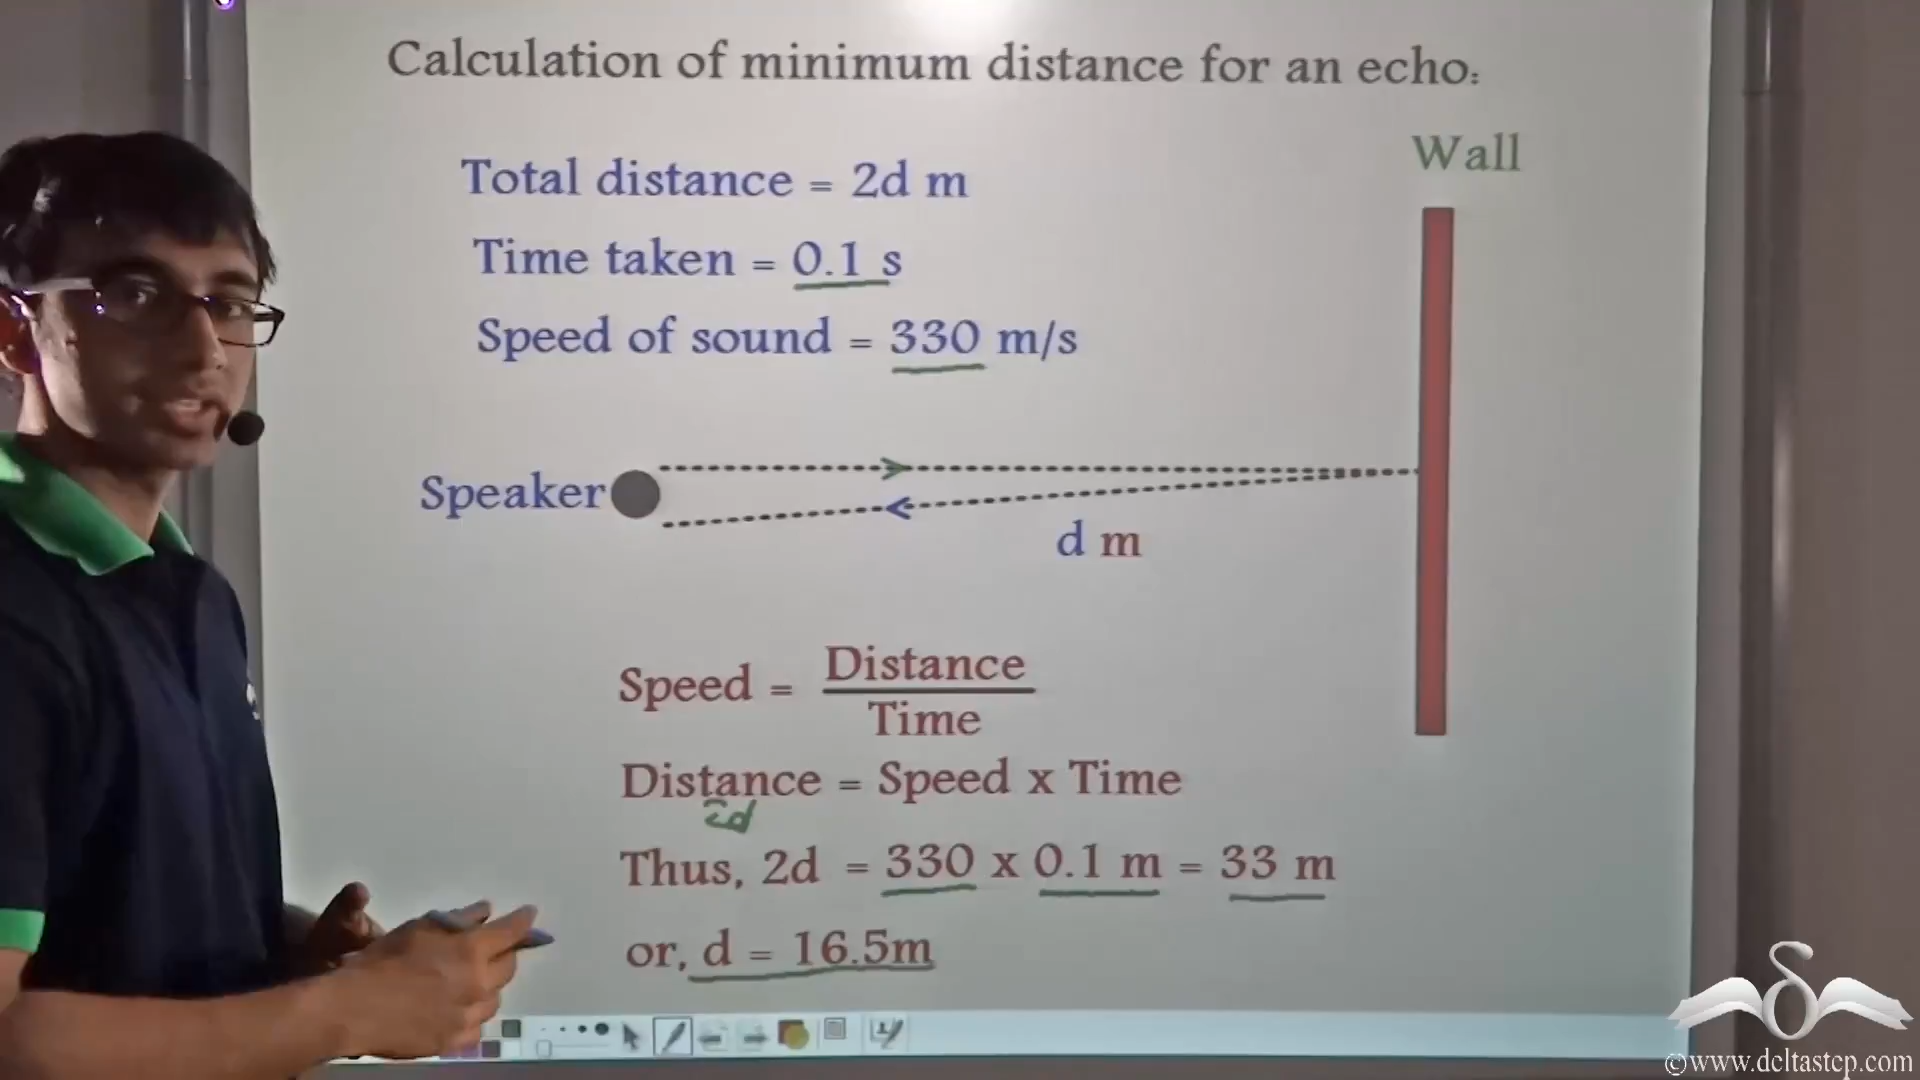 Calculation of minimum distance for an echo:
Wall
Total distance = 2d m
Time taken = 0.1 s
Speed of sound = 330 m/s
Speaker
d m
Speed = Distance
Time
Distance = Speed x Time
2d
Thus, 2d = 330 x 0.1 m = 33 m
or, d = 16.5m
©www.deltastep.com